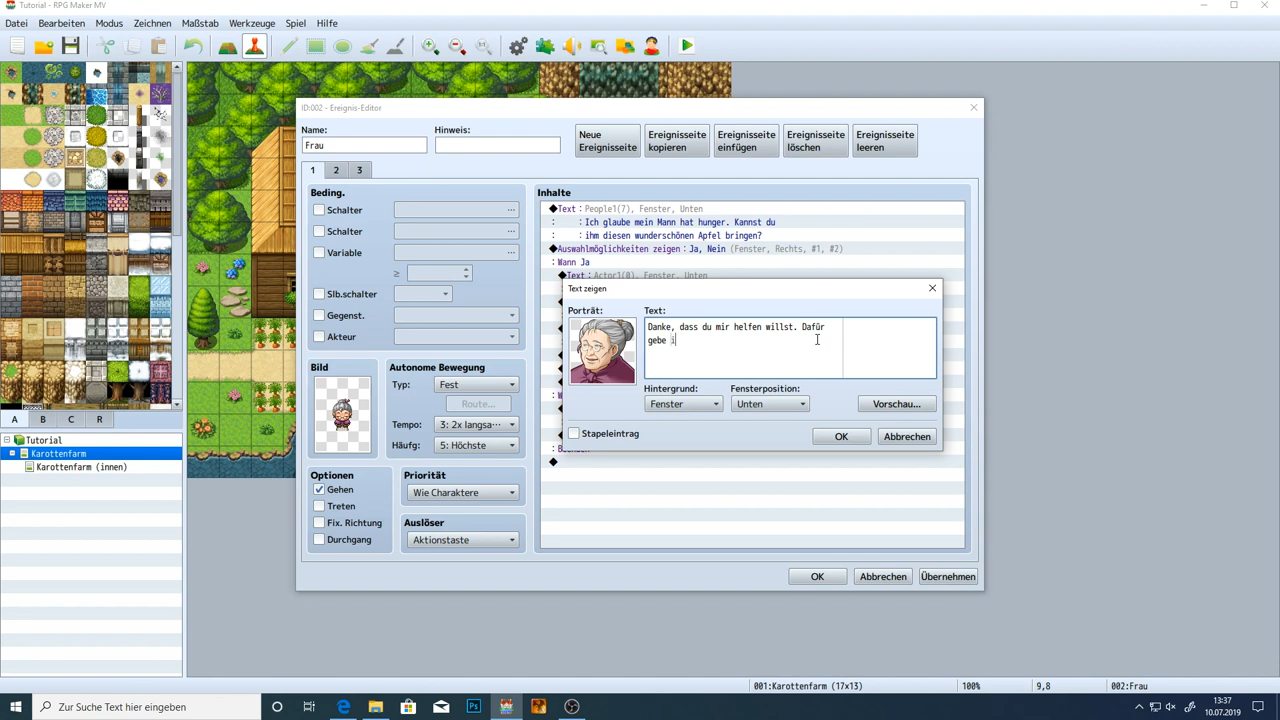 Tutorial - RPG Maker MV
Datei Bearbeiten Modus Zeichnen Maßstab Werkzeuge Spiel Hilfe
1:1
ID:002 - Ereignis-Editor
Name:
Frau
Hinweis:
Neue Ereignisseite
Ereignisseite kopieren
Ereignisseite einfügen
Ereignisseite löschen
Ereignisseite leeren
1 2 3
Beding.
Schalter
Schalter
Variable
≥
Slb.schalter
Gegenst.
Akteur
Bild
Autonome Bewegung
Typ: Fest
Route...
Tempo: 3: 2x langsa···
Häufg: 5: Höchste
Optionen
Gehen
Treten
Fix. Richtung
Durchgang
Priorität
Wie Charaktere
Auslöser
Aktionstaste
Inhalte
◆Text : People1(7), Fenster, Unten
: : Ich glaube mein Mann hat hunger. Kannst du
: : ihm diesen wunderschönen Apfel bringen?
◆Auswahlmöglichkeiten zeigen : Ja, Nein (Fenster, Rechts, #1, #2)
: Wann Ja
◆Text : Actor1(0), Fenster, Unten
Text zeigen
Porträt:
Text:
Danke, dass du mir helfen willst. Dafür
gebe i
Hintergrund:
Fenster
Fensterposition:
Unten
Vorschau...
Stapeleintrag
OK
Abbrechen
◆
OK
Abbrechen
Übernehmen
A B C R
Tutorial
Karottenfarm
Karottenfarm (innen)
001:Karottenfarm (17×13)
100%
9,8
002:Frau
Zur Suche Text hier eingeben
13:37
10.07.2019